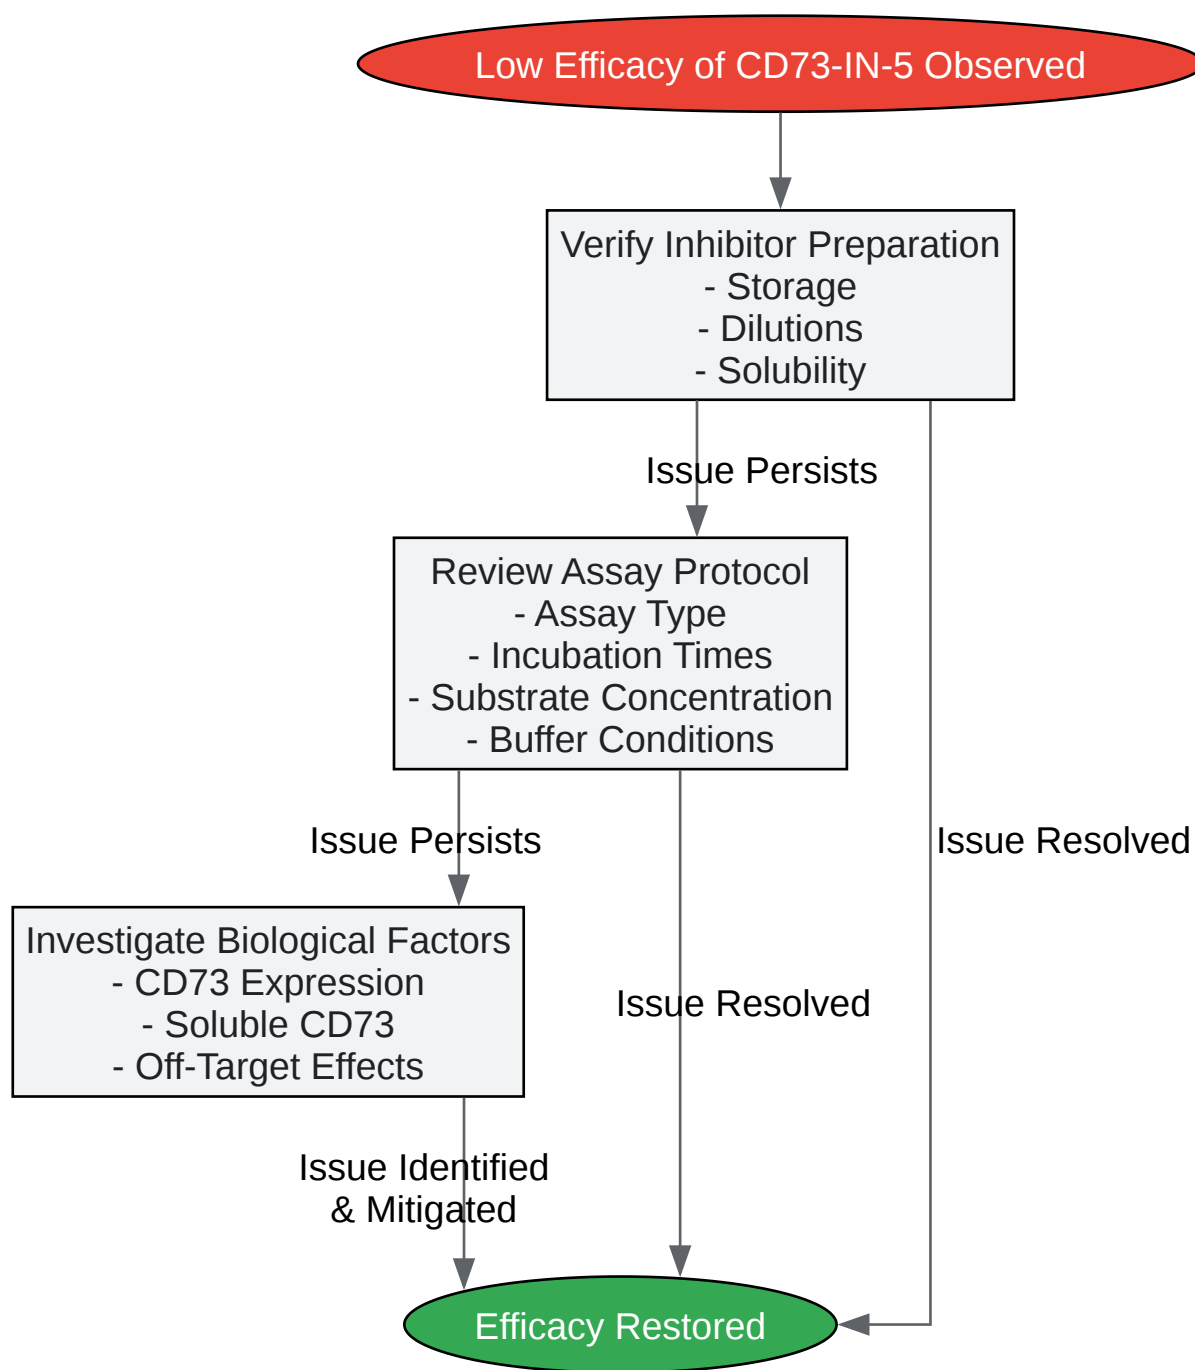 Low Efficacy of CD73-IN-5 Observed
Verify Inhibitor Preparation
- Storage
- Dilutions
- Solubility
Issue Persists
Review Assay Protocol
- Assay Type
- Incubation Times
- Substrate Concentration
- Buffer Conditions
Issue Persists
Issue Resolved
Investigate Biological Factors
- CD73 Expression
- Soluble CD73
- Off-Target Effects
Issue Resolved
Issue Identified
& Mitigated
Efficacy Restored